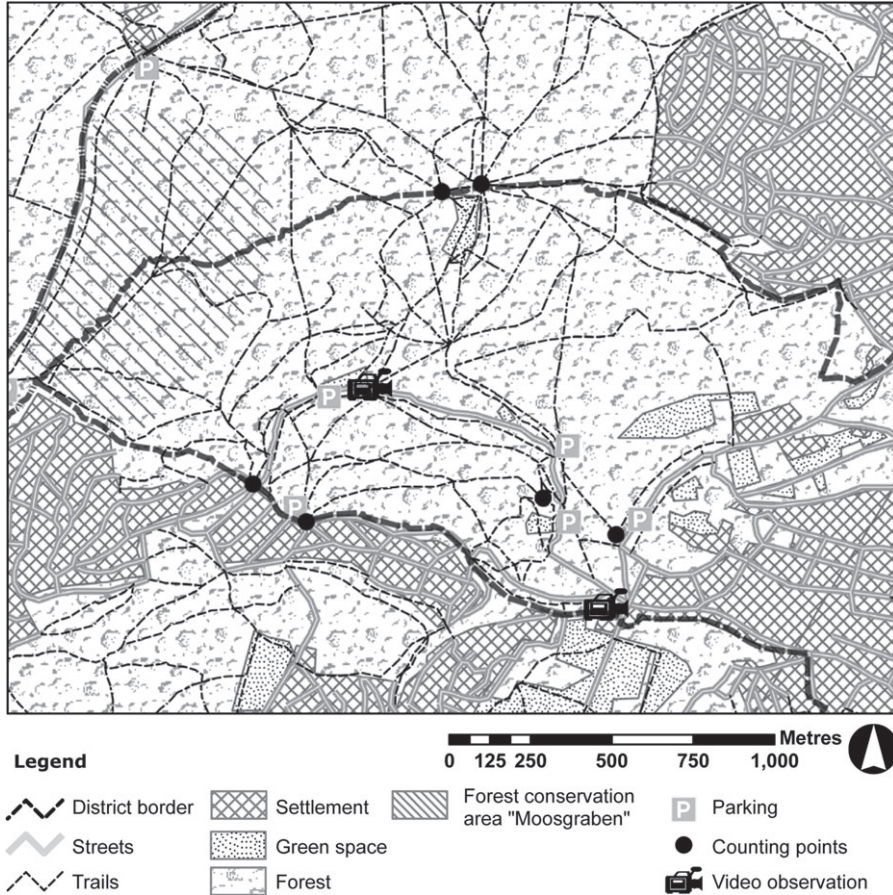 P
P
P
P
P
P
Legend
Metres
0 125 250 500 750 1,000
District border
Settlement
Forest conservation
area "Moosgraben"
P Parking
Streets
Green space
Counting points
Trails
Forest
Video observation